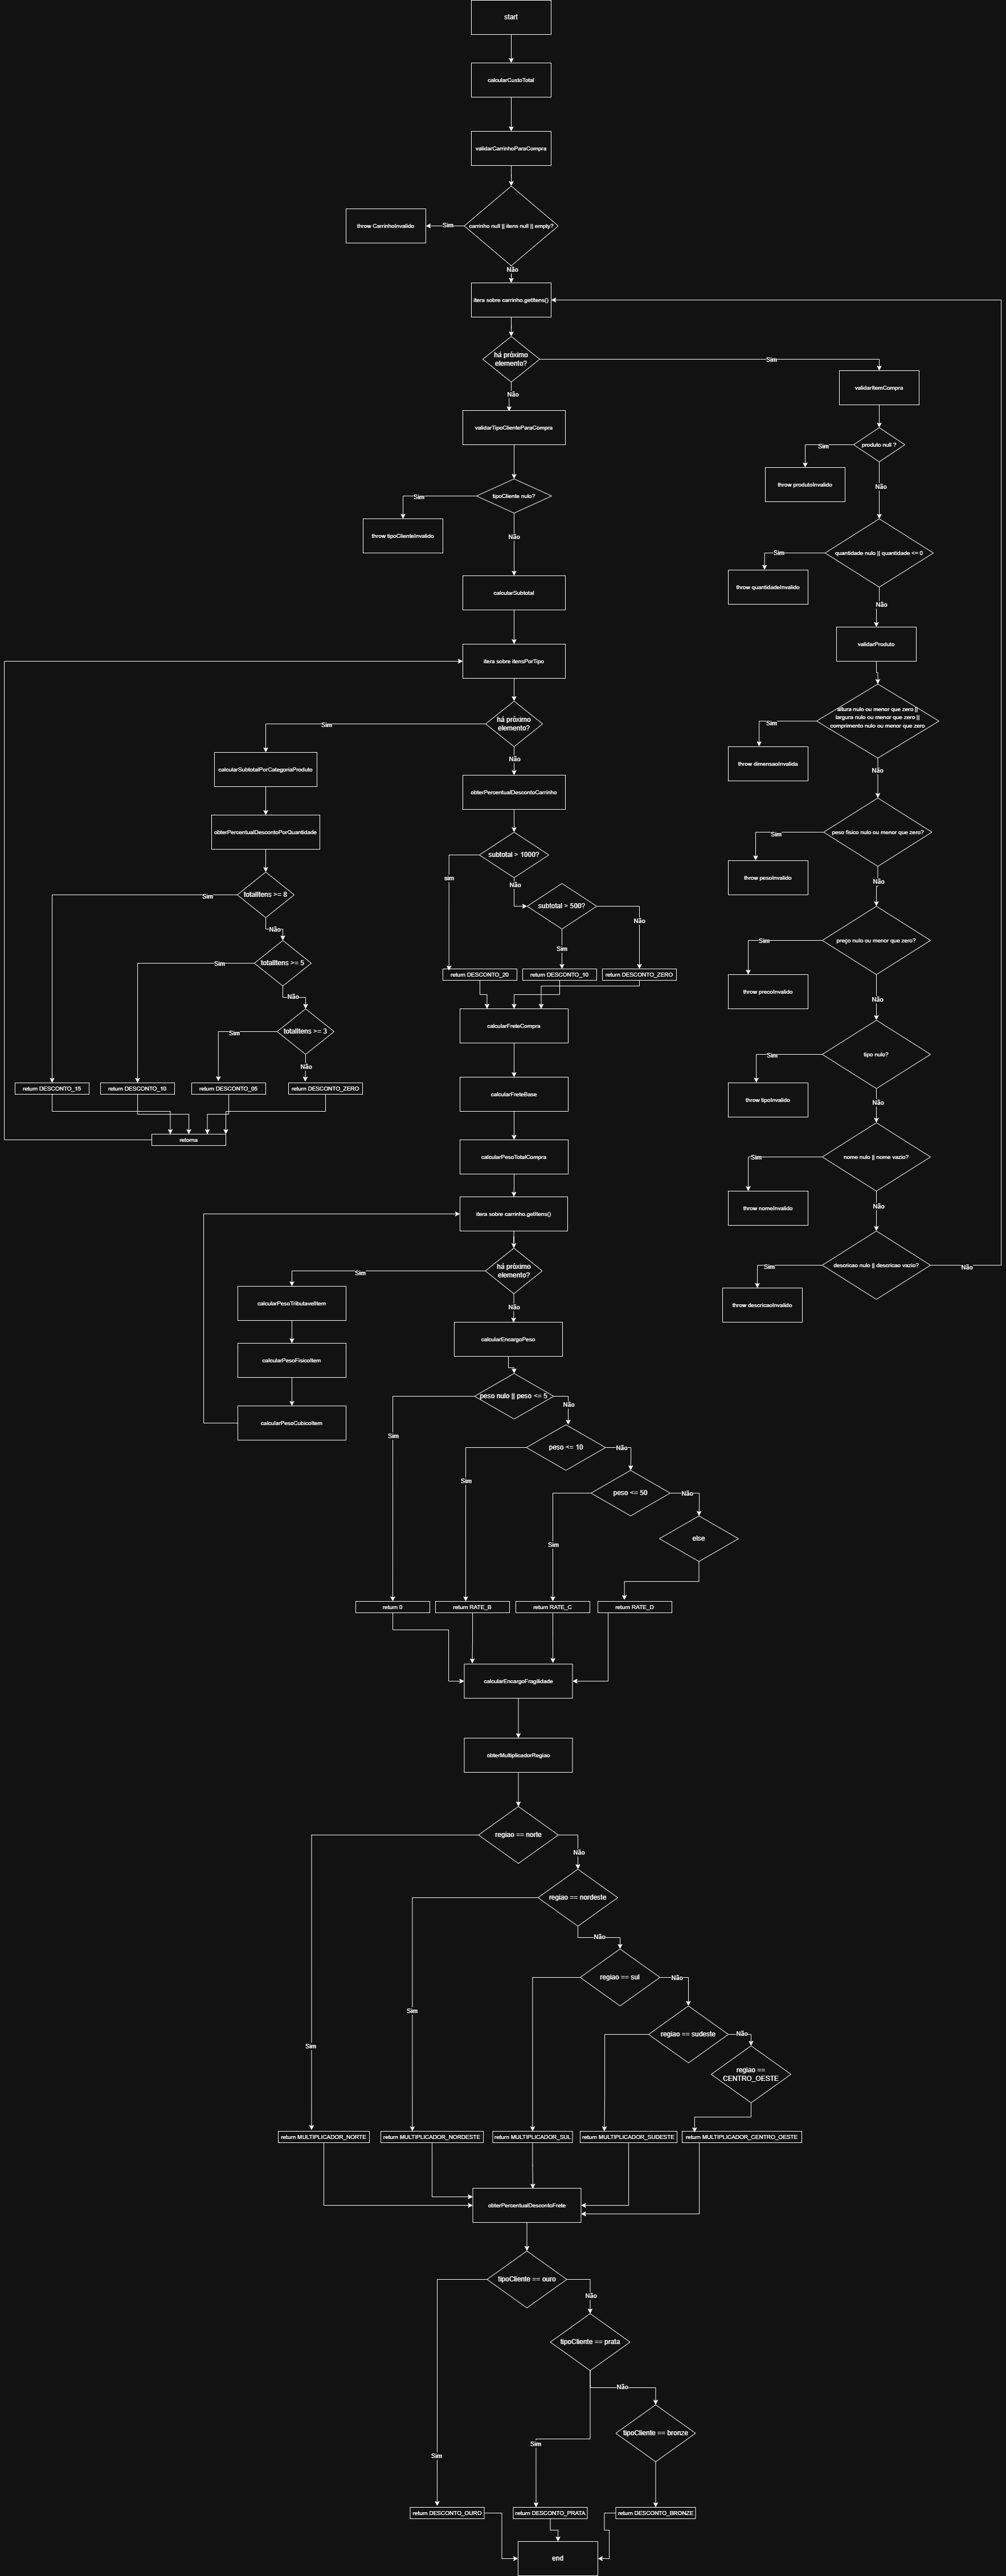 start
calcularCustoTotal
validarCarrinhoParaCompra
carrinho null || itens null || empty?
Sim
throw CarrinhoInvalido
Não
itera sobre carrinho.getItens()
há próximo
elemento?
Sim
Não
validarItemCompra
produto null ?
Sim
throw produtoInvalido
Não
quantidade nulo || quantidade <= 0
Sim
throw quantidadeInvalido
Não
validarProduto
altura nulo ou menor que zero ||
largura nulo ou menor que zero ||
comprimento nulo ou menor que zero
Sim
throw dimensaoInvalida
Não
peso fisico nulo ou menor que zero?
Sim
throw pesoInvalido
Não
preço nulo ou menor que zero?
Sim
throw precoInvalido
Não
tipo nulo?
Sim
throw tipoInvalido
Não
nome nulo || nome vazio?
Sim
throw nomeInvalido
Não
descricao nulo || descricao vazio?
Sim
Não
throw descricaoInvalido
validarTipoClienteParaCompra
tipoCliente nulo?
Sim
throw tipoClienteInvalido
Não
calcularSubtotal
itera sobre itensPorTipo
há próximo
elemento?
Sim
Não
calcularSubtotalPorCategoriaProduto
obterPercentualDescontoPorQuantidade
totalItens >= 8
Sim
Não
totalItens >= 5
Sim
Não
totalItens >= 3
Sim
Não
return DESCONTO_15
return DESCONTO_10
return DESCONTO_05
return DESCONTO_ZERO
retorna
obterPercentualDescontoCarrinho
subtotal > 1000?
sim
Não
subtotal > 500?
Não
Sim
return DESCONTO_20
return DESCONTO_10
return DESCONTO_ZERO
calcularFreteCompra
calcularFreteBase
calcularPesoTotalCompra
itera sobre carrinho.getItens()
há próximo
elemento?
Sim
Não
calcularPesoTributavelItem
calcularPesoFisicoItem
calcularPesoCubicoItem
calcularEncargoPeso
peso nulo || peso <= 5
Sim
Não
peso <= 10
Sim
Não
peso <= 50
Sim
Não
else
return 0
return RATE_B
return RATE_C
return RATE_D
calcularEncargoFragilidade
obterMultiplicadorRegiao
regiao == norte
Sim
Não
regiao == nordeste
Sim
Não
regiao == sul
Não
regiao == sudeste
Não
regiao ==
CENTRO_OESTE
return MULTIPLICADOR_NORTE
return MULTIPLICADOR_NORDESTE
return MULTIPLICADOR_SUL
return MULTIPLICADOR_SUDESTE
return MULTIPLICADOR_CENTRO_OESTE
obterPercentualDescontoFrete
tipoCliente == ouro
Sim
Não
tipoCliente == prata
Sim
Não
tipoCliente == bronze
return DESCONTO_OURO
return DESCONTO_PRATA
return DESCONTO_BRONZE
end